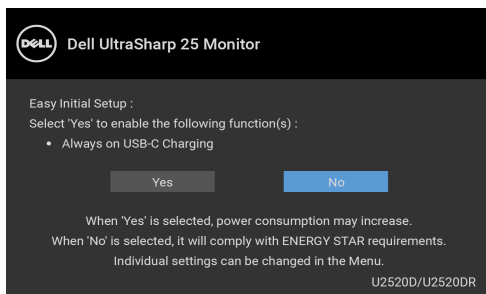 DELL Dell UltraSharp 25 Monitor
Easy Initial Setup :
Select 'Yes' to enable the following function(s) :
• Always on USB-C Charging
Yes No
When 'Yes' is selected, power consumption may increase.
When 'No' is selected, it will comply with ENERGY STAR requirements.
Individual settings can be changed in the Menu.
U2520D/U2520DR